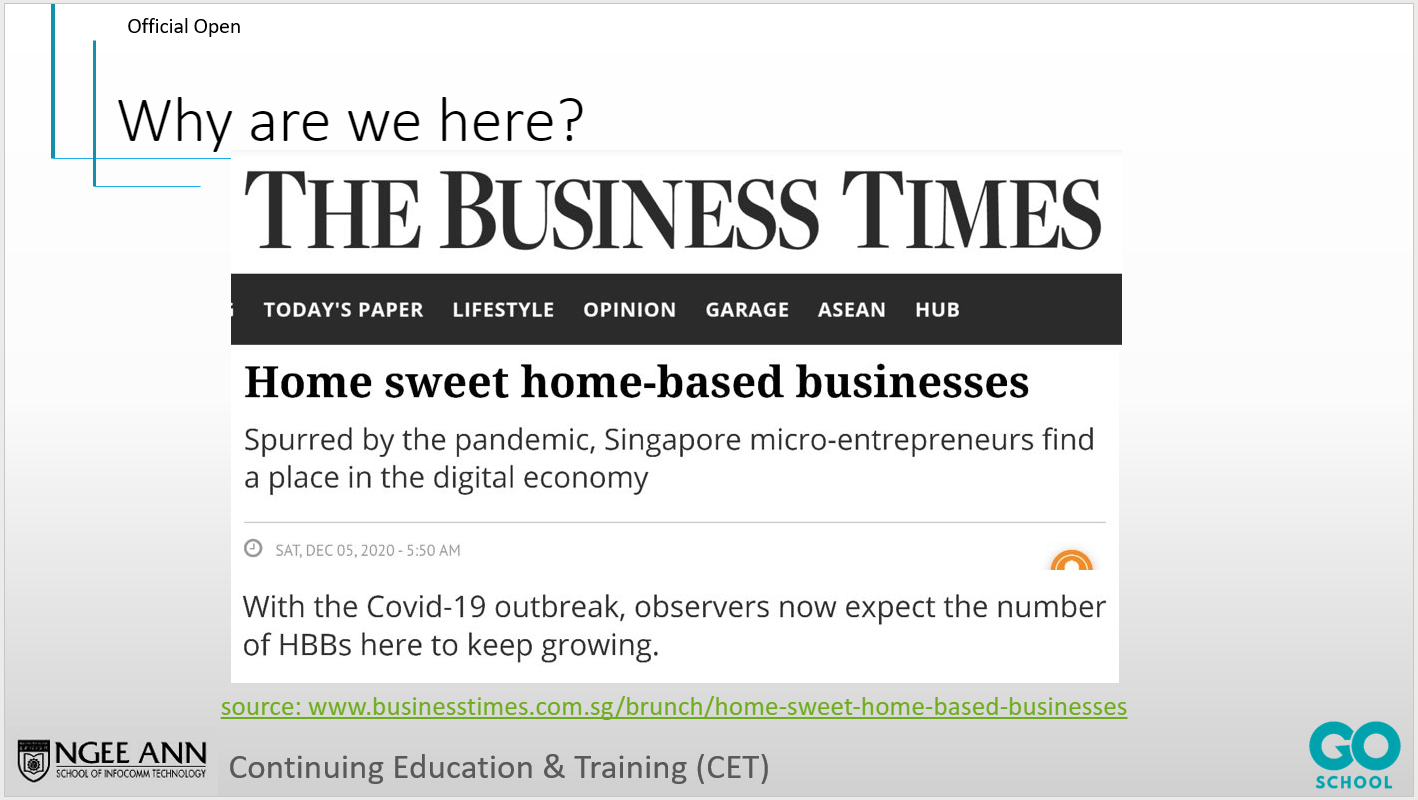 Official Open
Why are we here?
THE BUSINESS TIMES
TODAY'S PAPER LIFESTYLE OPINION GARAGE ASEAN HUB
Home sweet home-based businesses
Spurred by the pandemic, Singapore micro-entrepreneurs find
a place in the digital economy
SAT, DEC 05, 2020 - 5:50 AM
With the Covid-19 outbreak, observers now expect the number
of HBBs here to keep growing.
source: www.businesstimes.com.sg/brunch/home-sweet-home-based-businesses
NGEE ANN
SCHOOL OF INFOCOMM TECHNOLOGY
Continuing Education & Training (CET)
GO
SCHOOL